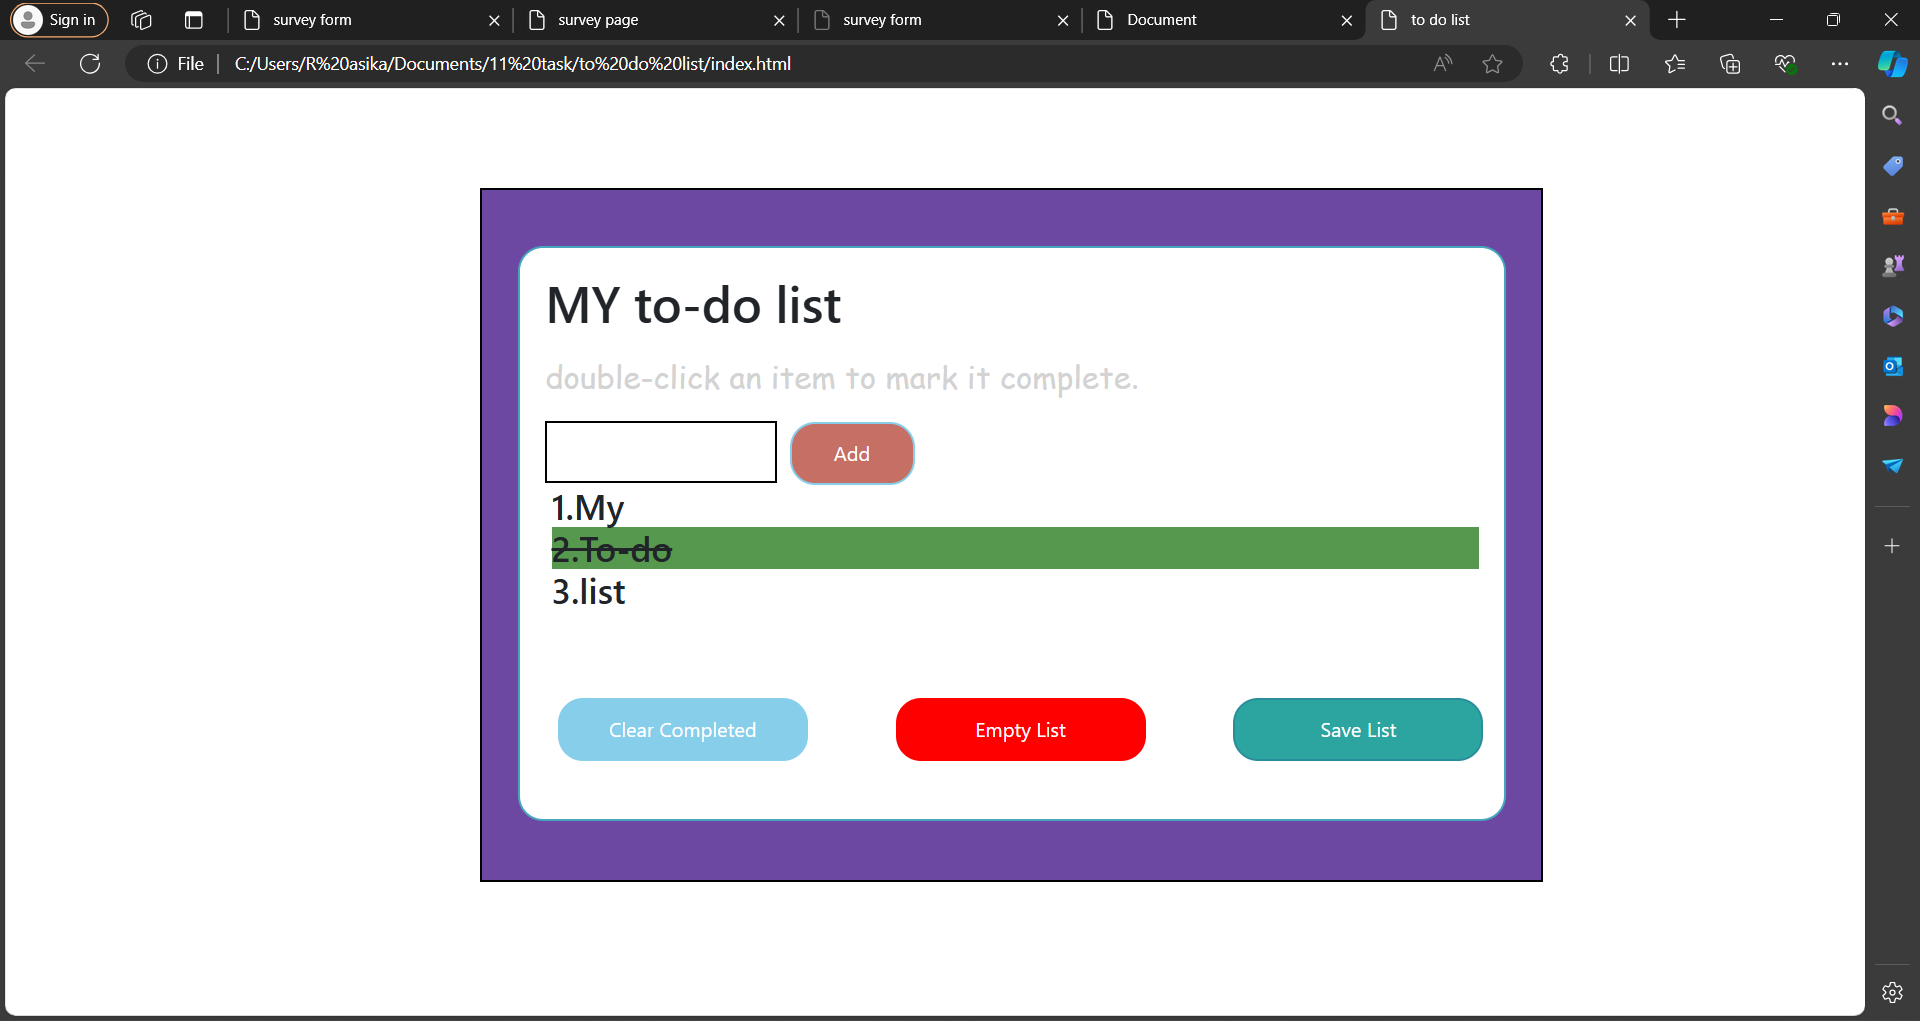 Sign in
survey form
survey page
survey form
Document
to do list
File
C:/Users/R%20asika/Documents/11%20task/to%20do%20list/index.html
MY to-do list
double-click an item to mark it complete.
Add
1.My
2.To-do
3.list
Clear Completed
Empty List
Save List